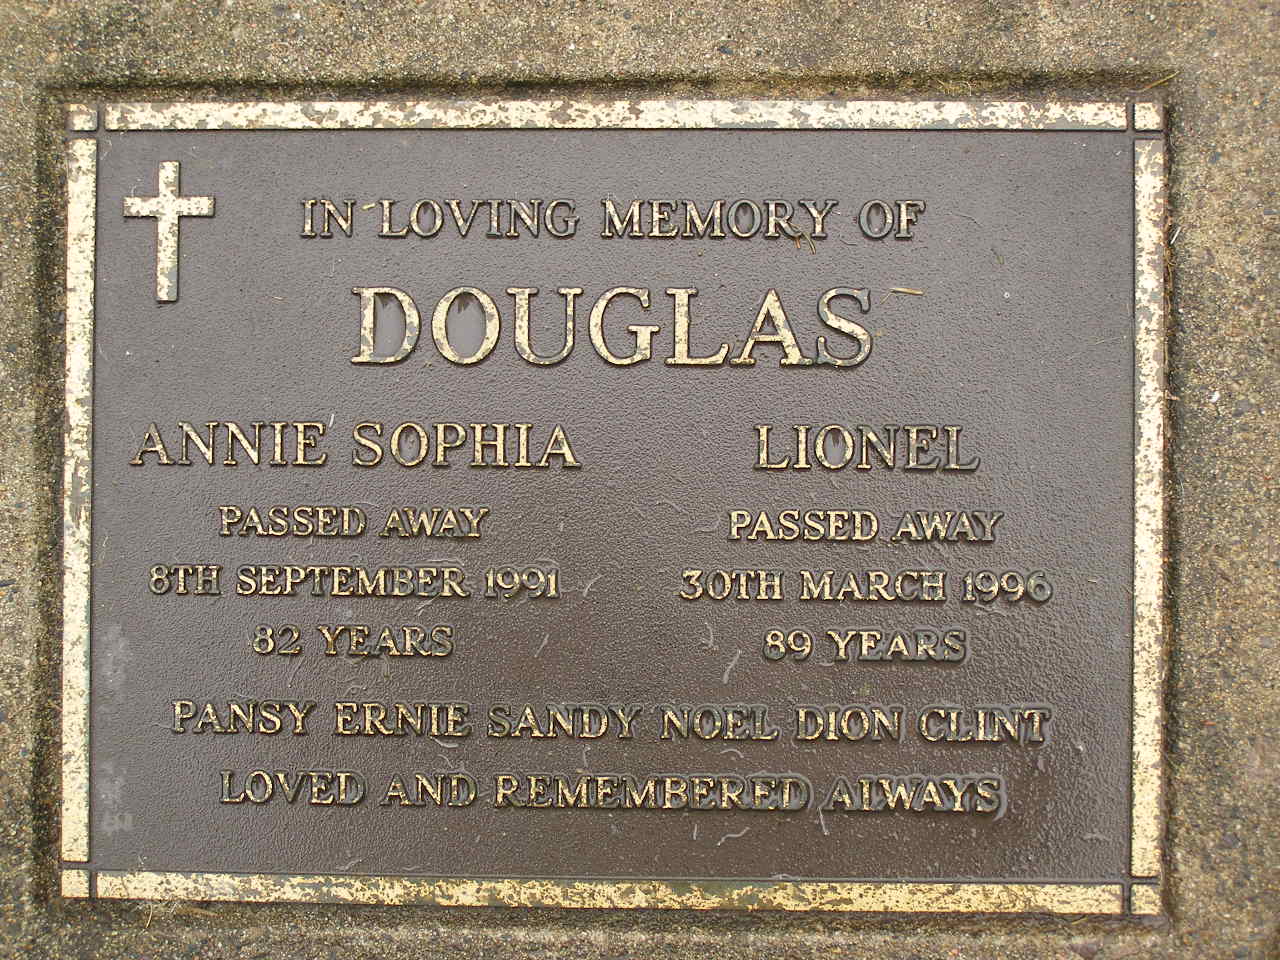 IN LOVING MEMORY OF
DOUGLAS
ANNIE SOPHIA
PASSED AWAY
8TH SEPTEMBER 1991
82 YEARS
LIONEL
PASSED AWAY
30TH MARCH 1996
89 YEARS
PANSY ERNIE SANDY NOEL DION CLINT
LOVED AND REMEMBERED AIWAYS